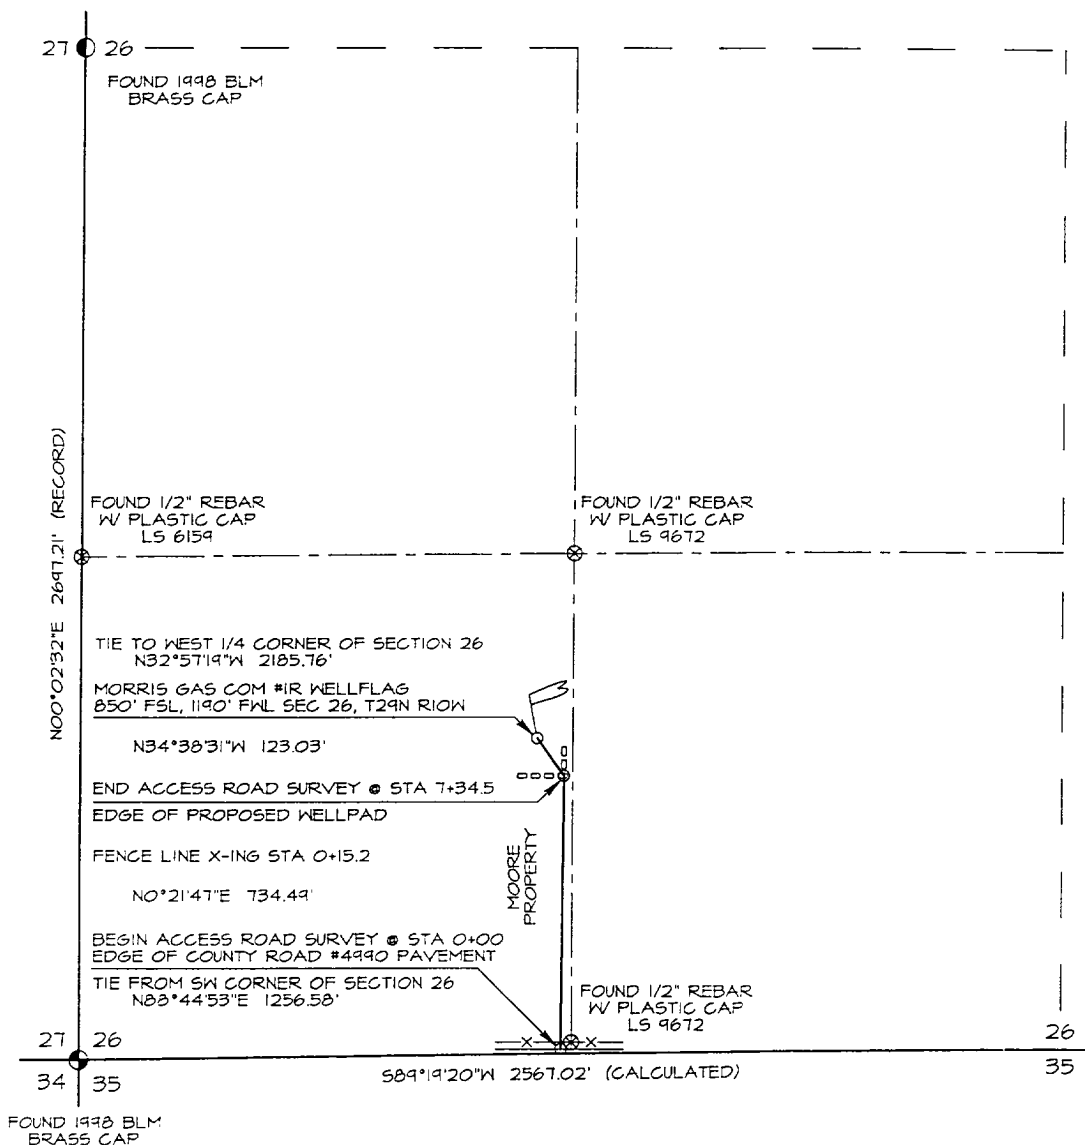 27 26
FOUND 1998 BLM
BRASS CAP
N00°02'32"E 2697.21' (RECORD)
FOUND 1/2" REBAR
W/ PLASTIC CAP
LS 6159
FOUND 1/2" REBAR
W/ PLASTIC CAP
LS 9672
TIE TO WEST 1/4 CORNER OF SECTION 26
N32°57'19"W 2185.76'
MORRIS GAS COM #1R WELLFLAG
850' FSL, 1190' FWL SEC 26, T29N R10W
N34°38'31"W 123.03'
END ACCESS ROAD SURVEY @ STA 7+34.5
EDGE OF PROPOSED WELLPAD
FENCE LINE X-ING STA 0+15.2
N0°21'47"E 734.49'
MOORE
PROPERTY
BEGIN ACCESS ROAD SURVEY @ STA 0+00
EDGE OF COUNTY ROAD #4990 PAVEMENT
TIE FROM SW CORNER OF SECTION 26
N88°44'53"E 1256.58'
FOUND 1/2" REBAR
W/ PLASTIC CAP
LS 9672
27 26
26
34 35
S89°19'20"W 2567.02' (CALCULATED)
35
FOUND 1998 BLM
BRASS CAP